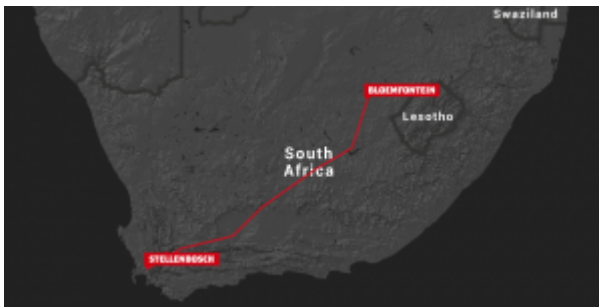 Swaziland
BLOEMFONTEIN
Lesotho
South
Africa
STELLENBOSCH